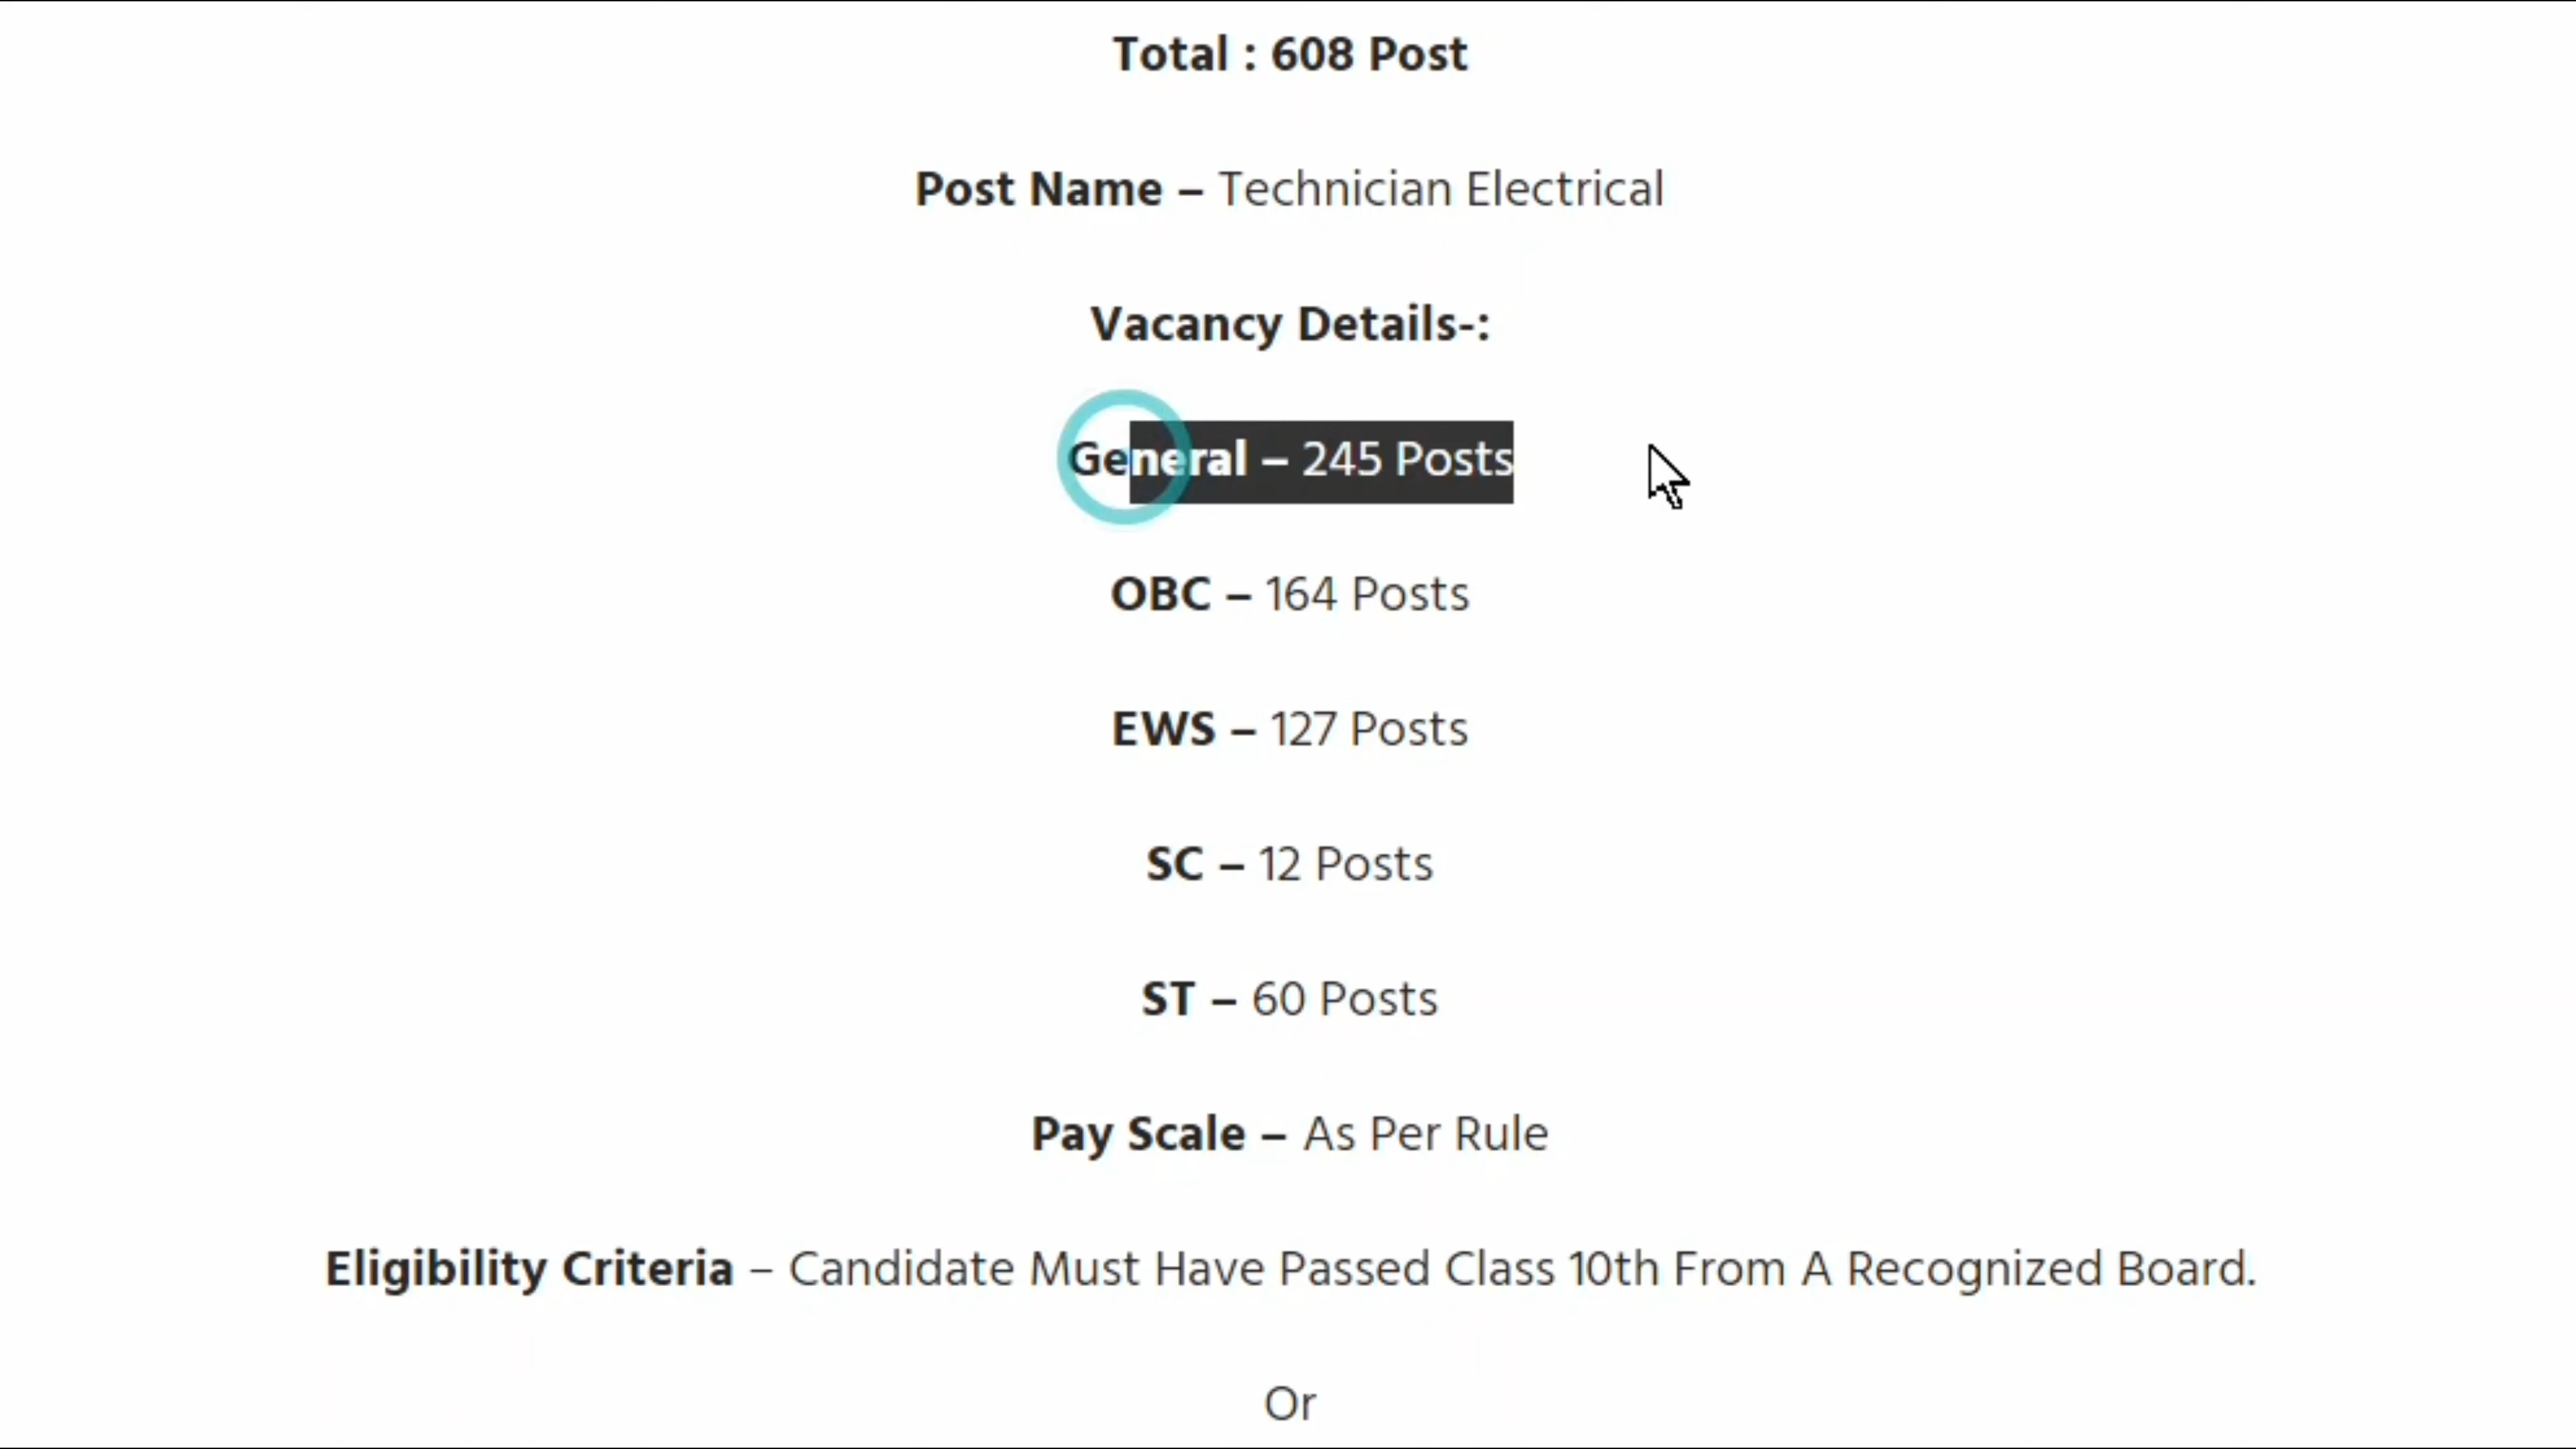 Total : 608 Post
Post Name – Technician Electrical
Vacancy Details-:
General – 245 Posts
OBC – 164 Posts
EWS – 127 Posts
SC – 12 Posts
ST – 60 Posts
Pay Scale – As Per Rule
Eligibility Criteria – Candidate Must Have Passed Class 10th From A Recognized Board.
Or